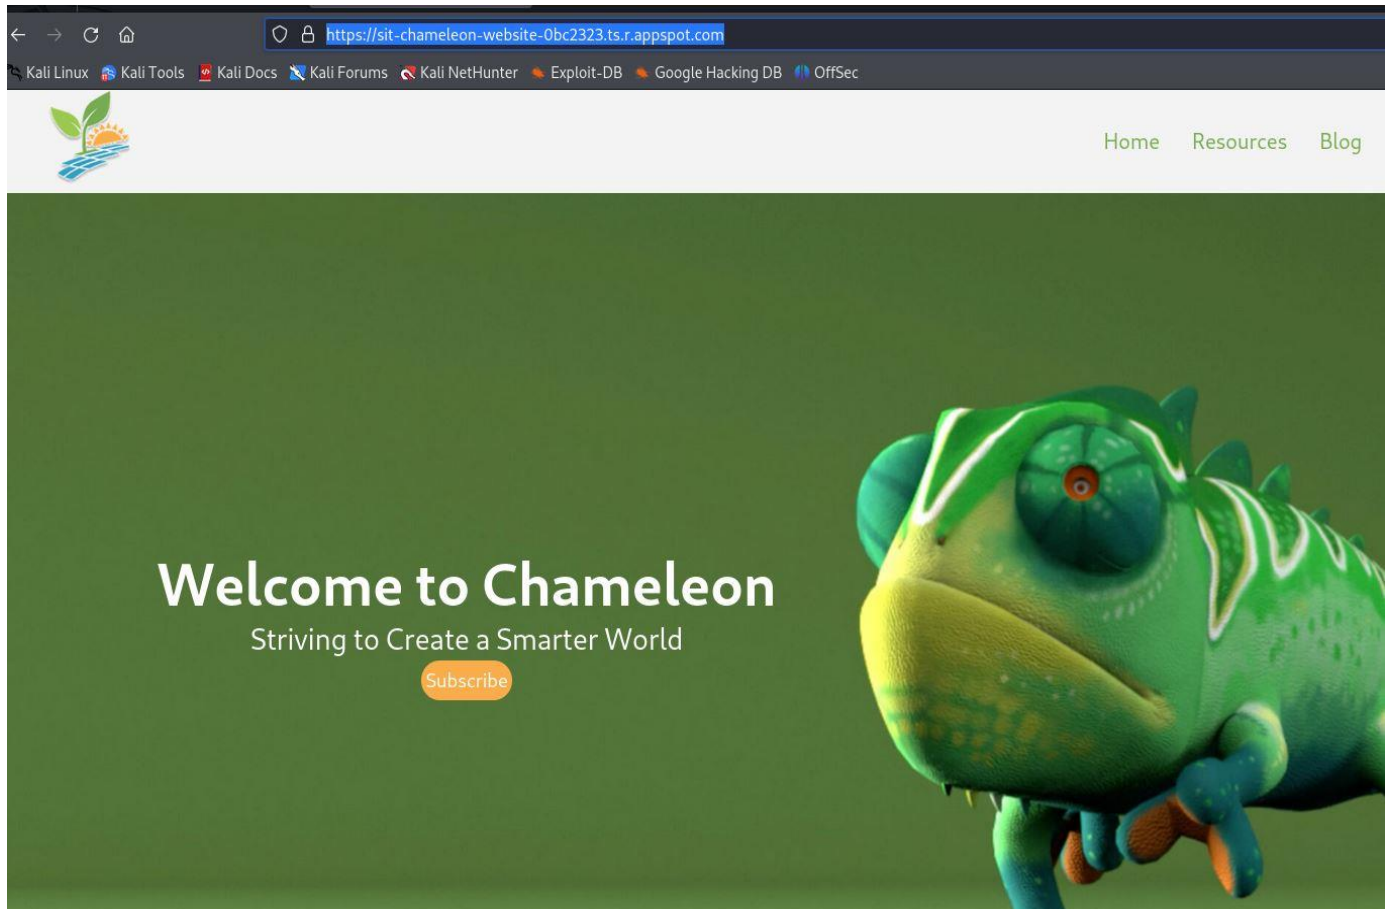 https://sit-chameleon-website-0bc2323.ts.r.appspot.com
Kali Linux Kali Tools Kali Docs Kali Forums Kali NetHunter Exploit-DB Google Hacking DB OffSec
Home Resources Blog
Welcome to Chameleon
Striving to Create a Smarter World
Subscribe